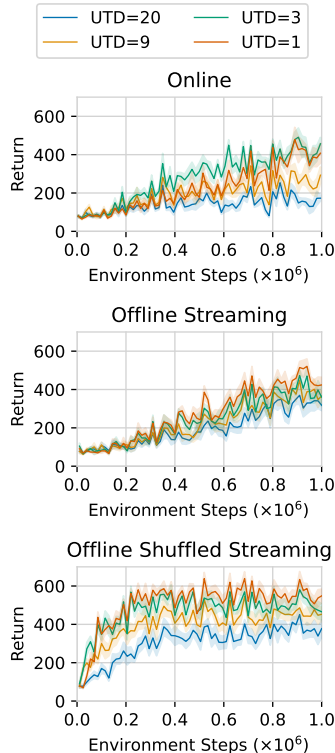 UTD=20 UTD=3
UTD=9 UTD=1
Online
600
400
200
0
Return
0.0 0.2 0.4 0.6 0.8 1.0
Environment Steps (×10⁶)
Offline Streaming
600
400
200
0
Return
0.0 0.2 0.4 0.6 0.8 1.0
Environment Steps (×10⁶)
Offline Shuffled Streaming
600
400
200
0
Return
0.0 0.2 0.4 0.6 0.8 1.0
Environment Steps (×10⁶)